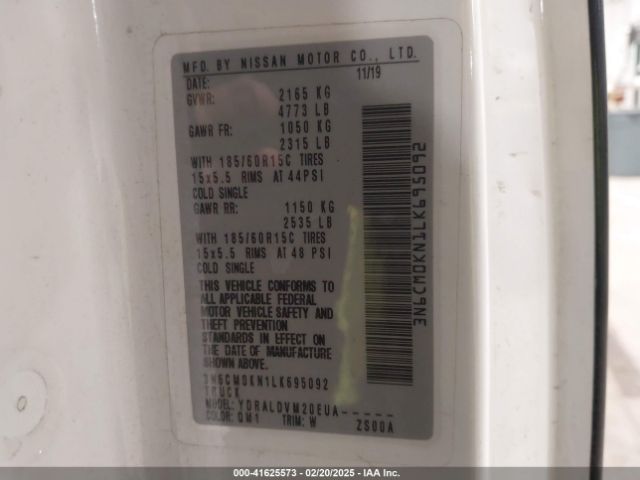 MFD. BY NISSAN MOTOR CO., LTD.
DATE: 11/19
GVWR: 2165 KG
4773 LB
GAWR FR: 1050 KG
2315 LB
WITH 185/60R15C TIRES
15x5.5 RIMS AT 44PSI
COLD SINGLE
GAWR RR: 1150 KG
2535 LB
WITH 185/60R15C TIRES
15x5.5 RIMS AT 48 PSI
COLD SINGLE
THIS VEHICLE CONFORMS TO
ALL APPLICABLE FEDERAL
MOTOR VEHICLE SAFETY AND
THEFT PREVENTION
STANDARDS IN EFFECT ON
THE DATE OF MANUFACTURE
SHOWN ABOVE.
3N6CM0KN1LK695092
TRUCK
MODEL: YDRALDVM20EUA-----
COLOR: QM1 TRIM: W ZS00A
3N6CM0KN1LK695092
000-41625573 — 02/20/2025 — IAAI.COM